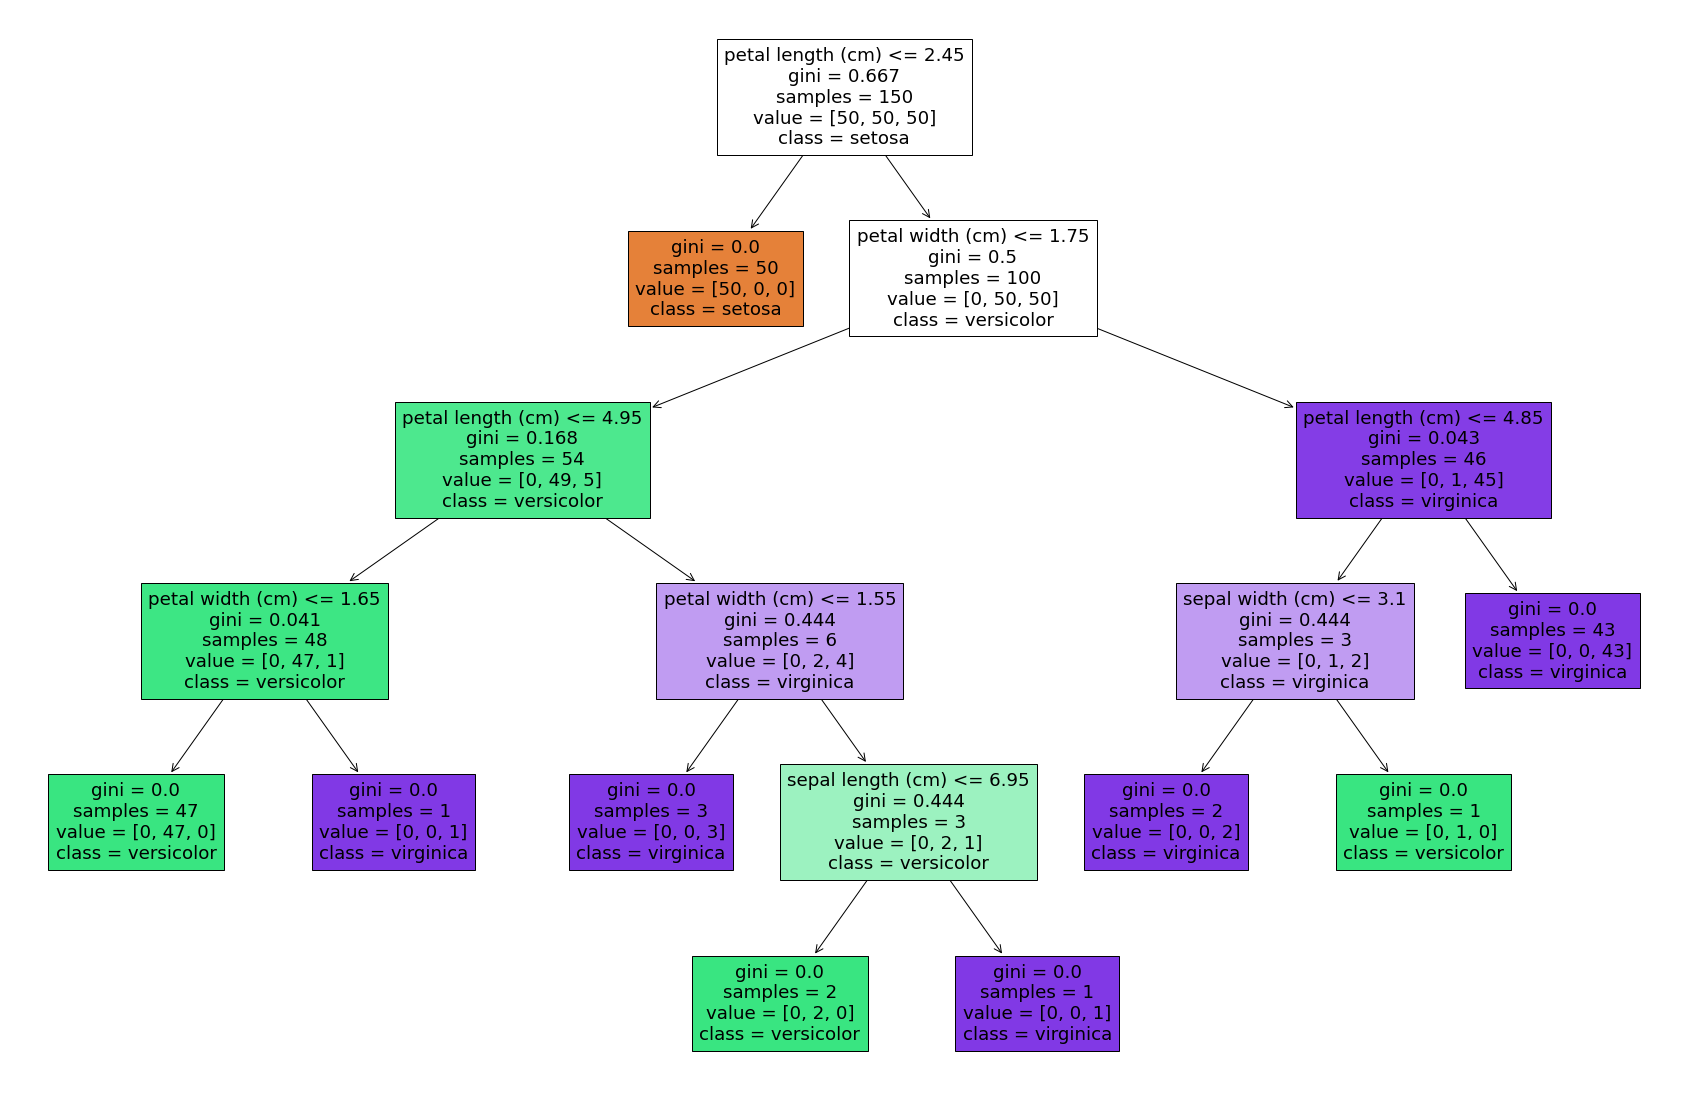 petal length (cm) <= 2.45
gini = 0.667
samples = 150
value = [50, 50, 50]
class = setosa
gini = 0.0
samples = 50
value = [50, 0, 0]
class = setosa
petal width (cm) <= 1.75
gini = 0.5
samples = 100
value = [0, 50, 50]
class = versicolor
petal length (cm) <= 4.95
gini = 0.168
samples = 54
value = [0, 49, 5]
class = versicolor
petal length (cm) <= 4.85
gini = 0.043
samples = 46
value = [0, 1, 45]
class = virginica
petal width (cm) <= 1.65
gini = 0.041
samples = 48
value = [0, 47, 1]
class = versicolor
petal width (cm) <= 1.55
gini = 0.444
samples = 6
value = [0, 2, 4]
class = virginica
sepal width (cm) <= 3.1
gini = 0.444
samples = 3
value = [0, 1, 2]
class = virginica
gini = 0.0
samples = 43
value = [0, 0, 43]
class = virginica
gini = 0.0
samples = 47
value = [0, 47, 0]
class = versicolor
gini = 0.0
samples = 1
value = [0, 0, 1]
class = virginica
gini = 0.0
samples = 3
value = [0, 0, 3]
class = virginica
sepal length (cm) <= 6.95
gini = 0.444
samples = 3
value = [0, 2, 1]
class = versicolor
gini = 0.0
samples = 2
value = [0, 0, 2]
class = virginica
gini = 0.0
samples = 1
value = [0, 1, 0]
class = versicolor
gini = 0.0
samples = 2
value = [0, 2, 0]
class = versicolor
gini = 0.0
samples = 1
value = [0, 0, 1]
class = virginica